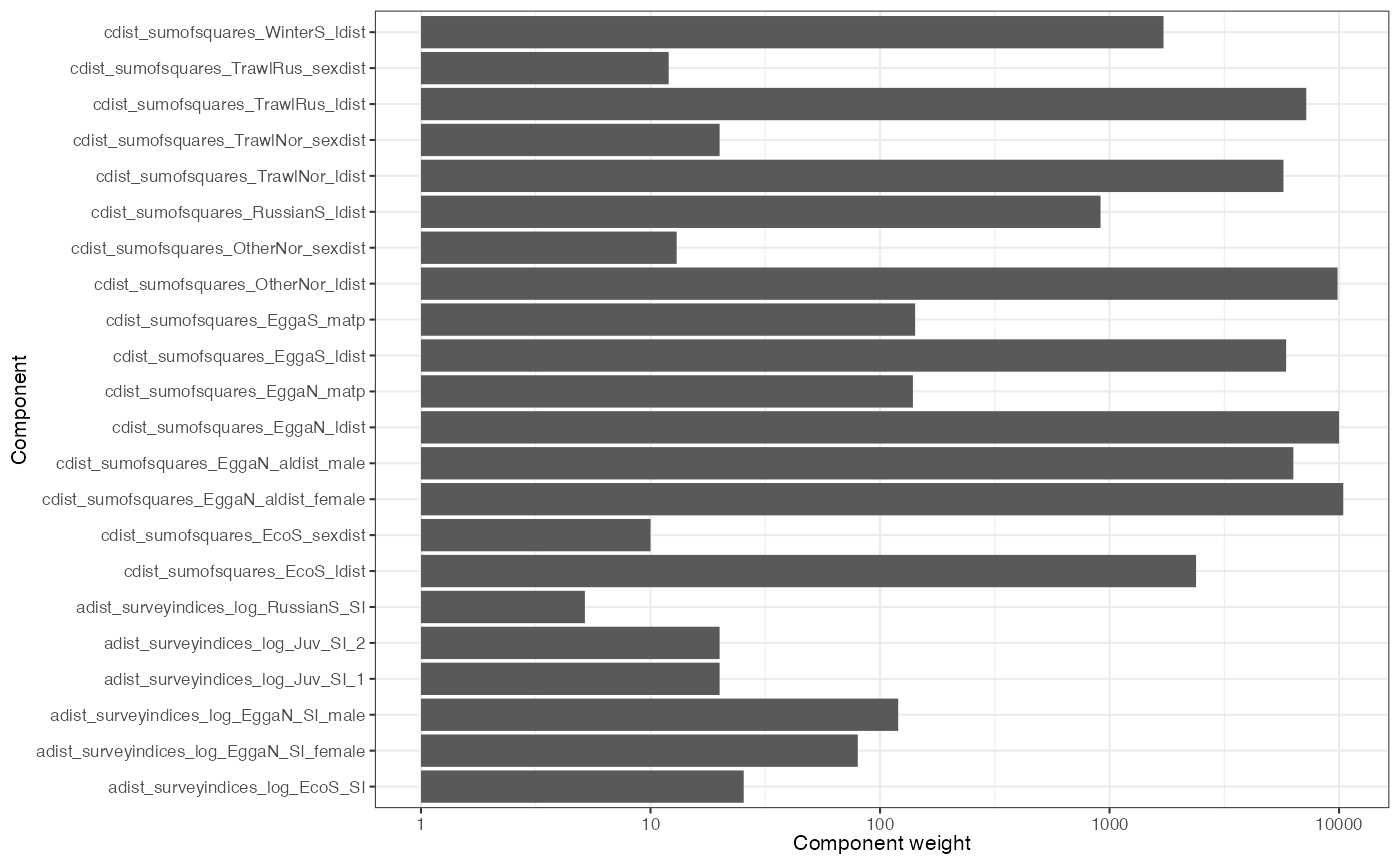 cdist_sumofsquares_WinterS_ldist
cdist_sumofsquares_TrawlRus_sexdist
cdist_sumofsquares_TrawlRus_ldist
cdist_sumofsquares_TrawlNor_sexdist
cdist_sumofsquares_TrawlNor_ldist
cdist_sumofsquares_RussianS_ldist
cdist_sumofsquares_OtherNor_sexdist
cdist_sumofsquares_OtherNor_ldist
cdist_sumofsquares_EggaS_matp
cdist_sumofsquares_EggaS_ldist
cdist_sumofsquares_EggaN_matp
cdist_sumofsquares_EggaN_ldist
cdist_sumofsquares_EggaN_aldist_male
cdist_sumofsquares_EggaN_aldist_female
cdist_sumofsquares_EcoS_sexdist
cdist_sumofsquares_EcoS_ldist
adist_surveyindices_log_RussianS_SI
adist_surveyindices_log_Juv_SI_2
adist_surveyindices_log_Juv_SI_1
adist_surveyindices_log_EggaN_SI_male
adist_surveyindices_log_EggaN_SI_female
adist_surveyindices_log_EcoS_SI
Component
1 10 100 1000 10000
Component weight